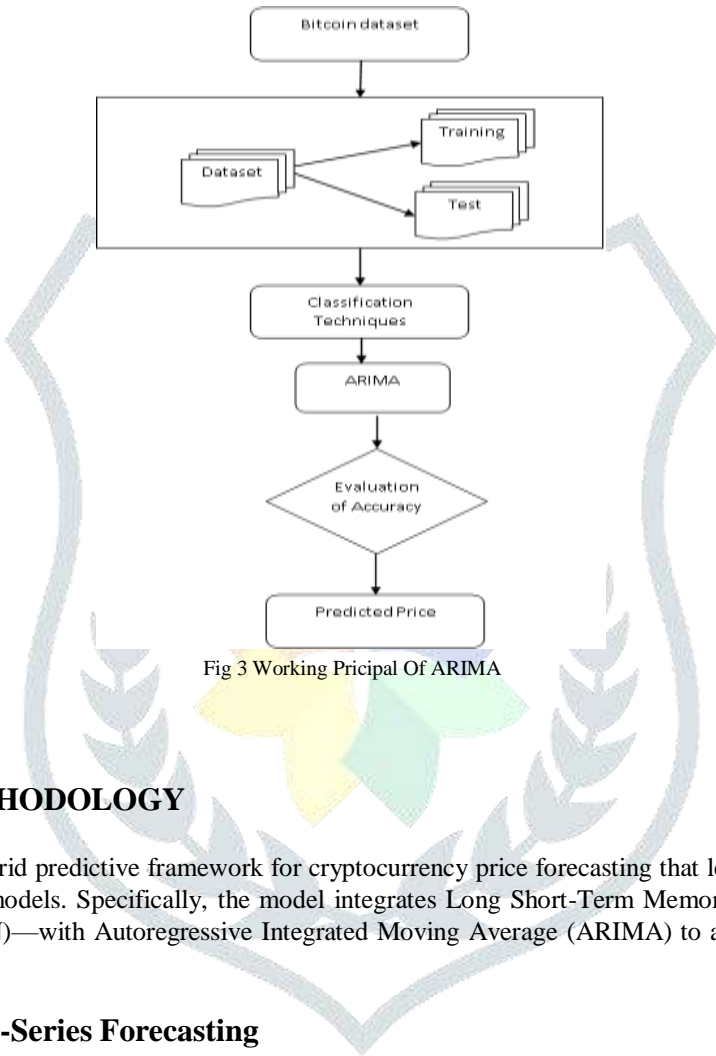 Bitcoin dataset
Training
Dataset
Test
Classification
Techniques
ARIMA
Evaluation
of Accuracy
Predicted Price
Fig 3 Working Pricipal Of ARIMA
HODOLOGY
rid predictive framework for cryptocurrency price forecasting that
models. Specifically, the model integrates Long Short-Term
)—with Autoregressive Integrated Moving Average (ARIMA) to
-Series Forecasting